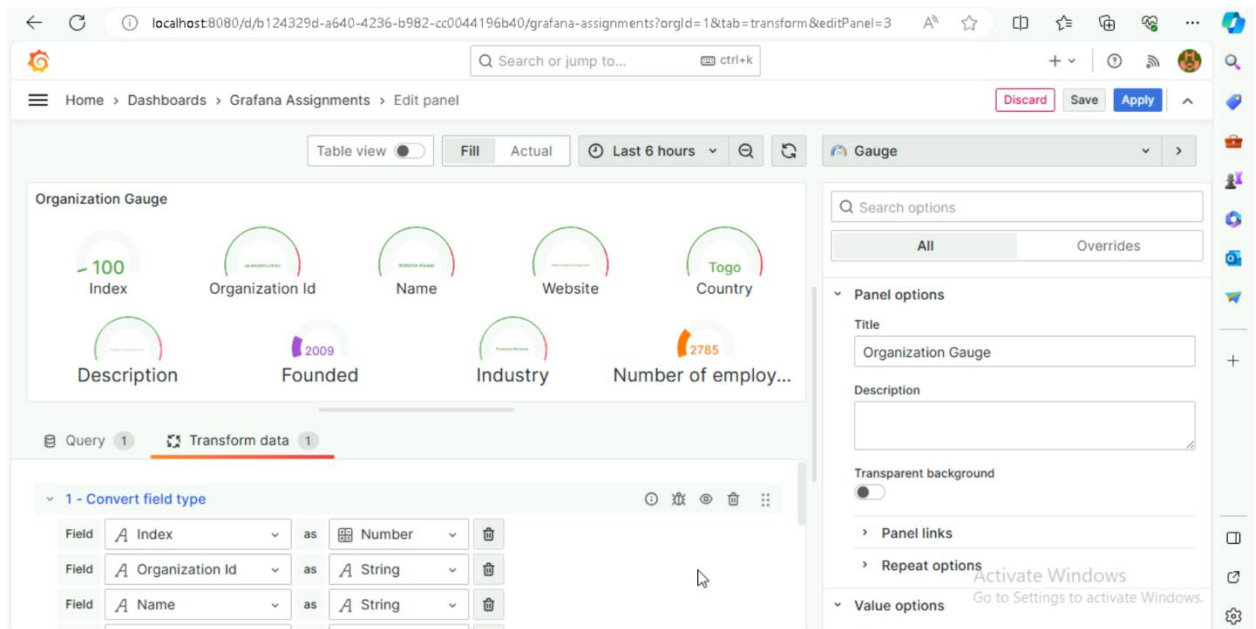 localhost:8080/d/b124329d-a640-4236-b982-cc0044196b40/grafana-assignments?orgId=1&tab=transform&editPanel=3
Search or jump to... ctrl+k
Home › Dashboards › Grafana Assignments › Edit panel
Discard Save Apply
Table view Fill Actual Last 6 hours
Gauge
Organization Gauge
Search options
All Overrides
100 Togo
Index Organization Id Name Website Country
Panel options
Title
Organization Gauge
2009 2785
Description Founded Industry Number of employ...
Description
Query 1 Transform data 1
Transparent background
1 - Convert field type
Field Index as Number
Panel links
Field Organization Id as String
Repeat options
Activate Windows
Go to Settings to activate Windows.
Field Name as String
Value options